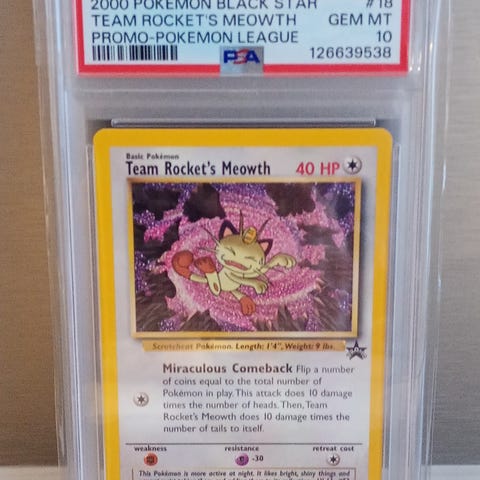 2000 POKEMON BLACK STAR #18
TEAM ROCKET'S MEOWTH GEM MT
PROMO-POKEMON LEAGUE 10
PSA 126639538
Basic Pokémon
Team Rocket's Meowth 40 HP
Scratchcat Pokémon. Length: 1'4", Weight: 9 lbs.
PROMO
Miraculous Comeback Flip a number
of coins equal to the total number of
Pokémon in play. This attack does 10 damage
times the number of heads. Then, Team
Rocket's Meowth does 10 damage times the
number of tails to itself.
weakness resistance retreat cost
-30
This Pokémon is more active at night. It likes bright, shiny things and